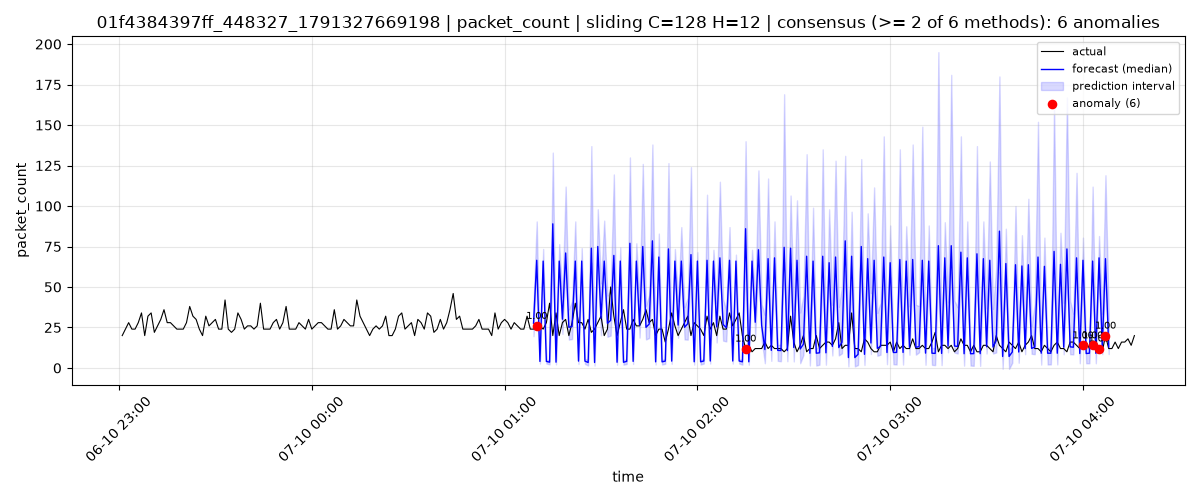 01f4384397ff_448327_1791327669198 | packet_count | sliding C=128 H=12 | consensus (>= 2 of 6 methods): 6 anomalies
actual
forecast (median)
prediction interval
anomaly (6)
packet_count
200
175
150
125
100
75
50
25
0
1.00
1.00
1.00
06-10 23:00
07-10 00:00
07-10 01:00
07-10 02:00
07-10 03:00
07-10 04:00
time